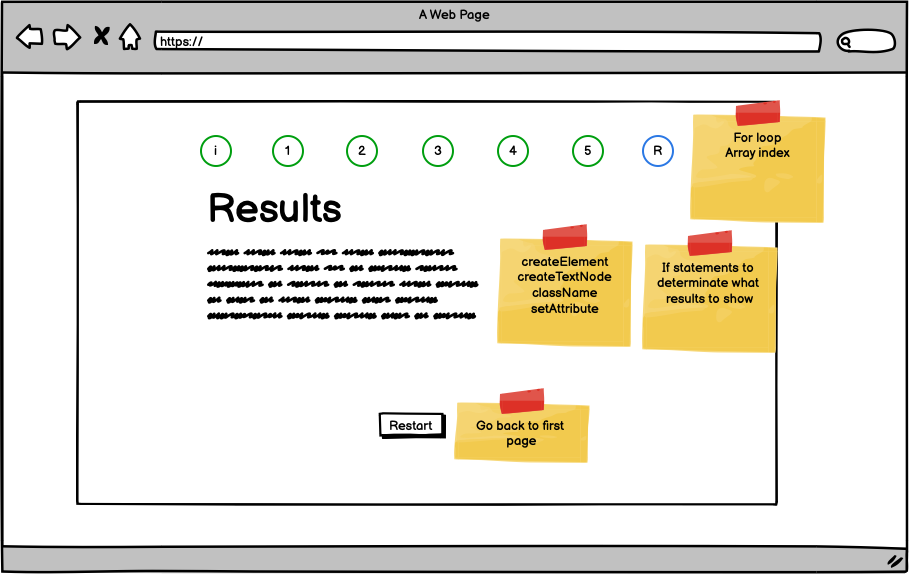 A Web Page
https://
i 1 2 3 4 5 R
For loop
Array index
Results
createElement
createTextNode
className
setAttribute
If statements to
determinate what
results to show
Restart
Go back to first
page